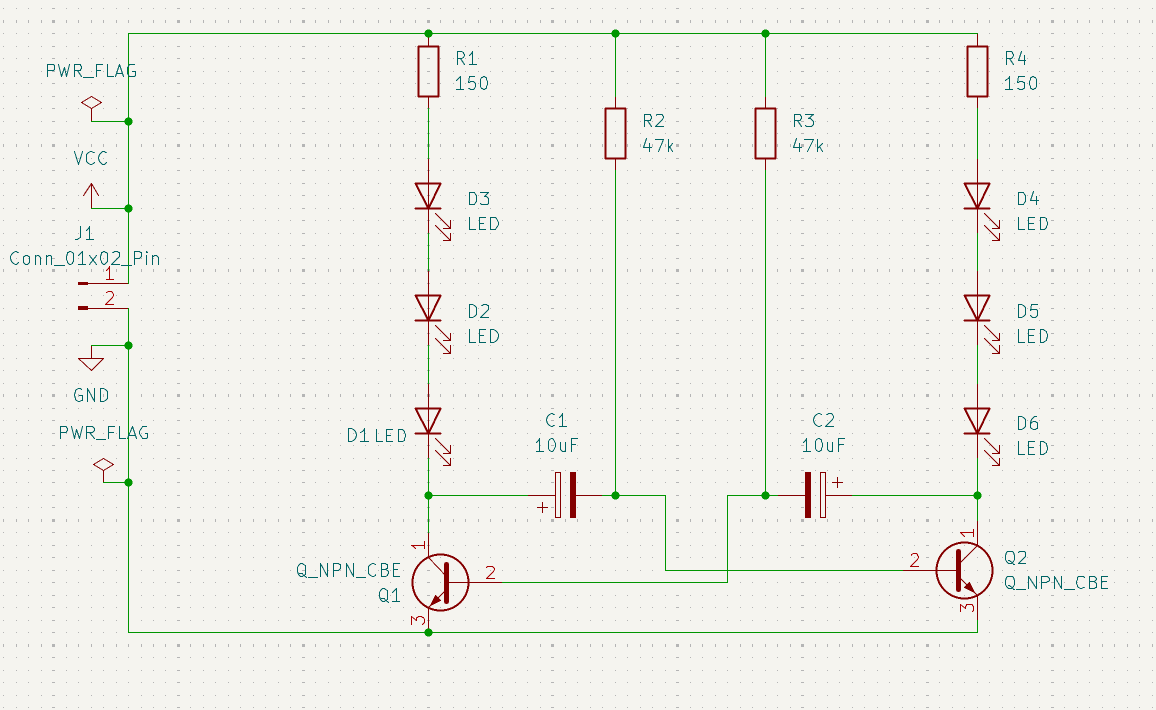 PWR_FLAG
VCC
J1
Conn_01x02_Pin
1
2
GND
PWR_FLAG
R1
150
D3
LED
D2
LED
D1 LED
C1
10uF
+
R2
47k
R3
47k
C2
10uF
+
R4
150
D4
LED
D5
LED
D6
LED
Q_NPN_CBE
Q1
1
2
3
Q2
Q_NPN_CBE
1
2
3